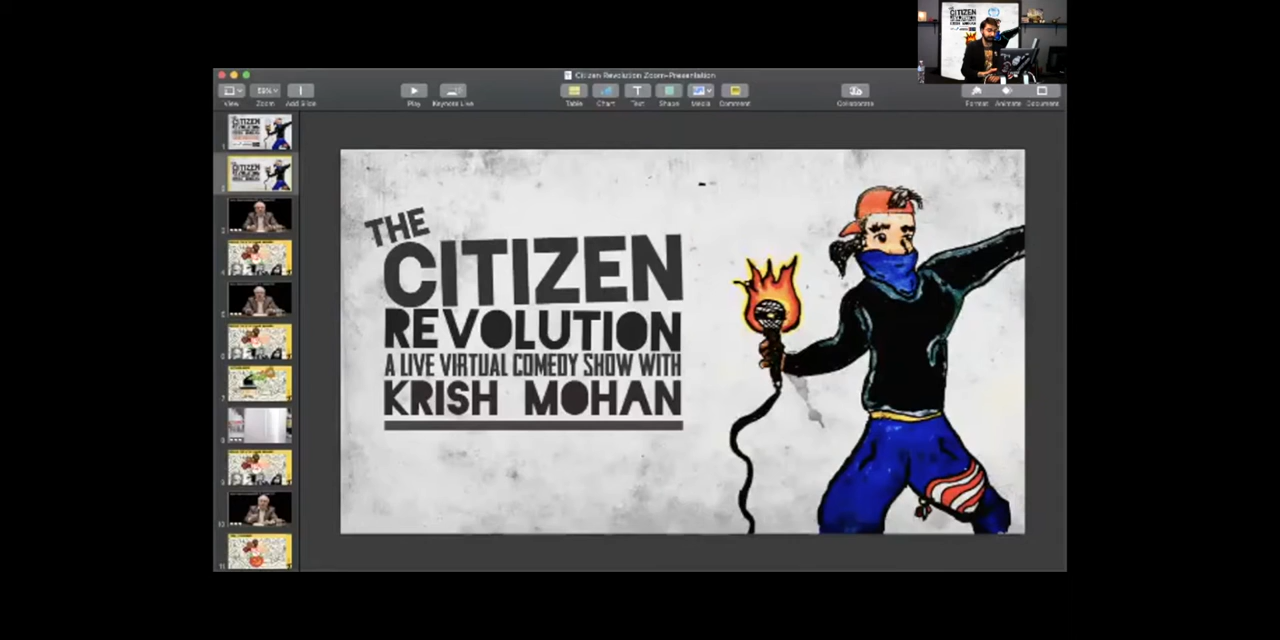 Citizen Revolution Zoom-Presentation
View
Zoom
Add Slide
Play
Keynote Live
Table
Chart
Text
Shape
Media
Comment
Collaborate
Format
Animate
Document
THE
CITIZEN
REVOLUTION
A LIVE VIRTUAL COMEDY SHOW WITH
KRISH MOHAN